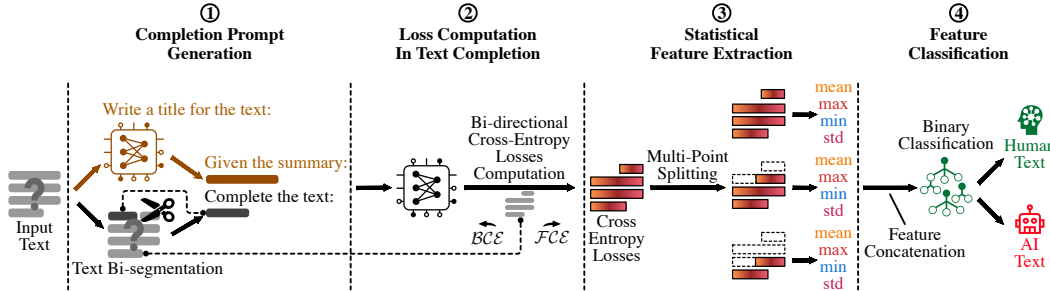 ①
Completion Prompt
Generation
②
Loss Computation
In Text Completion
③
Statistical
Feature Extraction
④
Feature
Classification
Write a title for the text:
Given the summary:
Complete the text:
?
Input
Text
?
Text Bi-segmentation
Bi-directional
Cross-Entropy
Losses
Computation
BCE
FCE
Cross
Entropy
Losses
Multi-Point
Splitting
mean
max
min
std
mean
max
min
std
mean
max
min
std
Binary
Classification
Feature
Concatenation
Human
Text
AI
Text